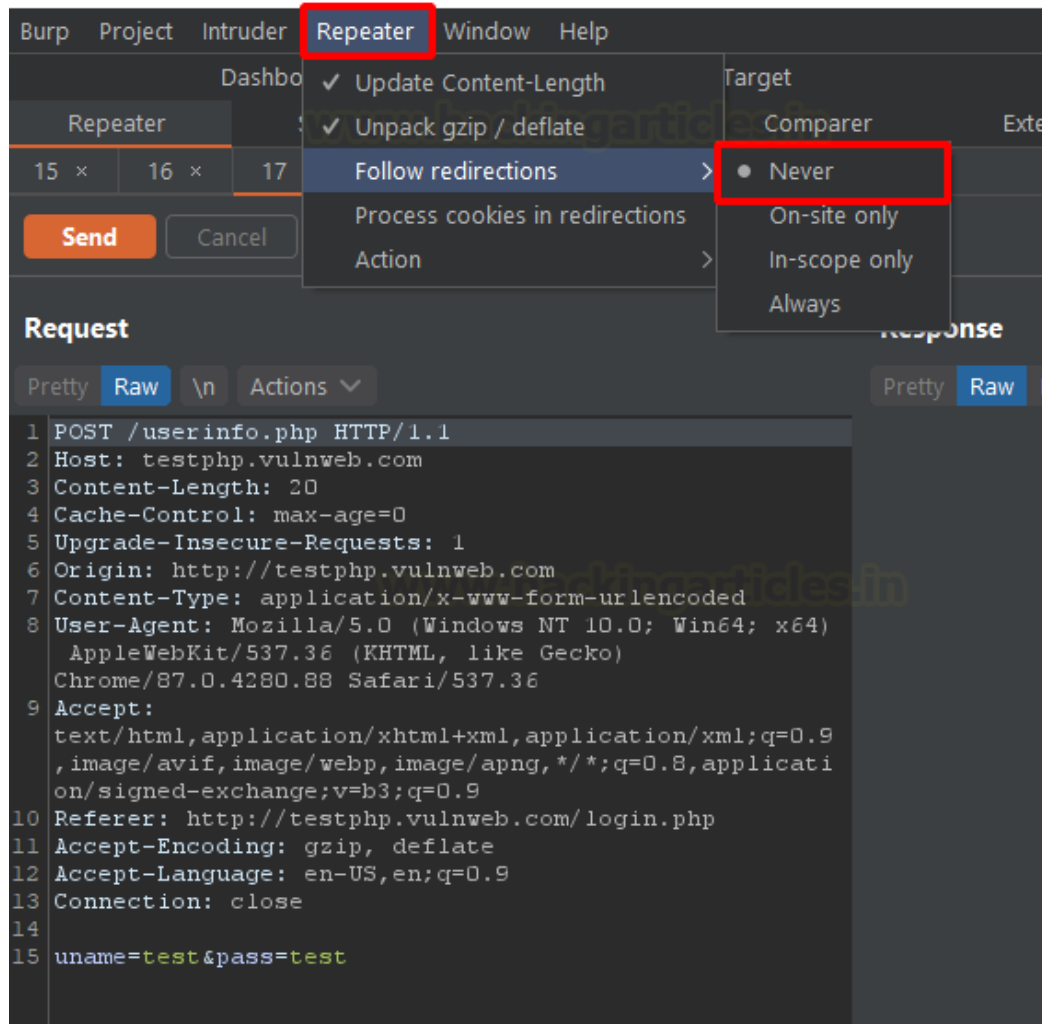 Burp Project Intruder Repeater Window Help
Dashbo Target
✓ Update Content-Length
Repeater Comparer Exte
✓ Unpack gzip / deflate
15 × 16 × 17
Follow redirections > Never
Process cookies in redirections On-site only
Send Cancel
Action > In-scope only
Always
Request
Response
Pretty Raw \n Actions
Pretty Raw
1 POST /userinfo.php HTTP/1.1
2 Host: testphp.vulnweb.com
3 Content-Length: 20
4 Cache-Control: max-age=0
5 Upgrade-Insecure-Requests: 1
6 Origin: http://testphp.vulnweb.com
7 Content-Type: application/x-www-form-urlencoded
8 User-Agent: Mozilla/5.0 (Windows NT 10.0; Win64; x64)
AppleWebKit/537.36 (KHTML, like Gecko)
Chrome/87.0.4280.88 Safari/537.36
9 Accept:
text/html,application/xhtml+xml,application/xml;q=0.9
,image/avif,image/webp,image/apng,*/*;q=0.8,applicati
on/signed-exchange;v=b3;q=0.9
10 Referer: http://testphp.vulnweb.com/login.php
11 Accept-Encoding: gzip, deflate
12 Accept-Language: en-US,en;q=0.9
13 Connection: close
14
15 uname=test&pass=test